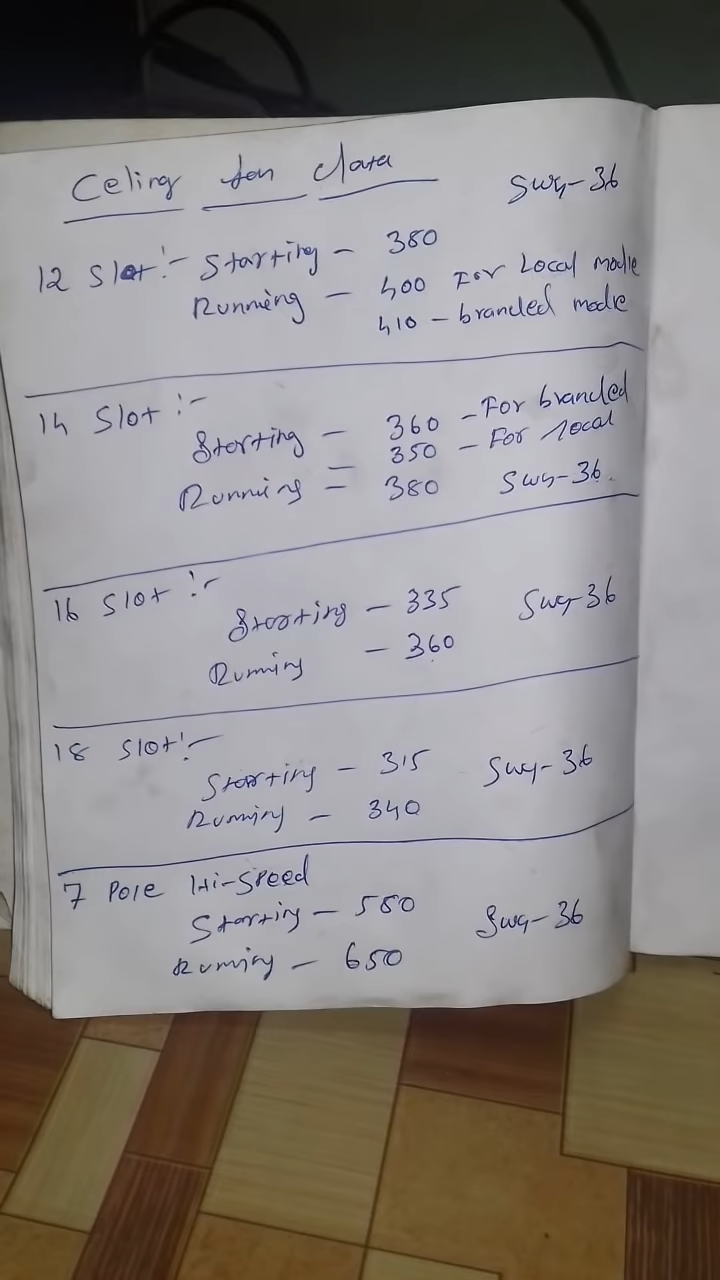 Celing fan data
Swg-36
12 Slot:- Starting - 380
Running - 400 For Local modle
410 - branded modle
14 Slot:-
Starting - 360 - For branded
350 - For local
Running = 380 Swg-36.
16 Slot:-
Starting - 335 Swg-36
Running - 360
18 Slot:-
Starting - 315 Swg-36
Running - 340
7 Pole Hi-Speed
Starting - 580 Swg-36
Running - 650